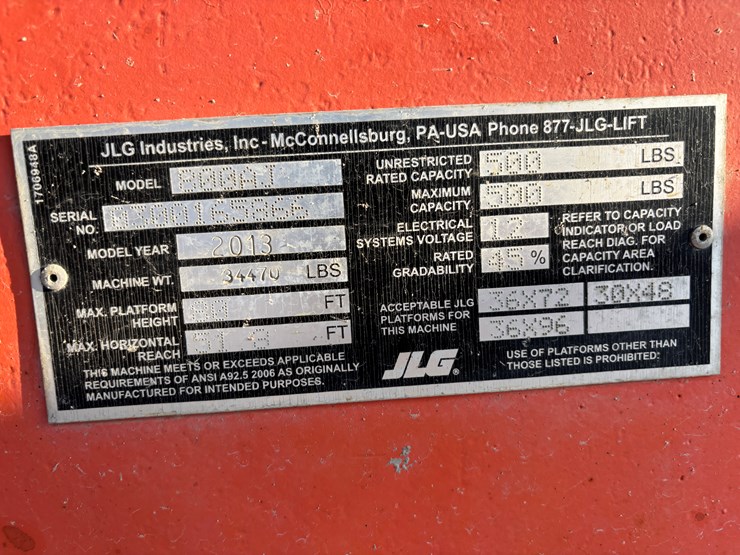 JLG Industries, Inc - McConnellsburg, PA-USA Phone 877-JLG-LIFT
1706948A
MODEL 800AJ
SERIAL NO. 0300165866
MODEL YEAR 2013
MACHINE WT. 34470 LBS
MAX. PLATFORM HEIGHT 80 FT
MAX. HORIZONTAL REACH FT
THIS MACHINE MEETS OR EXCEEDS APPLICABLE
REQUIREMENTS OF ANSI A92.5 2006 AS ORIGINALLY
MANUFACTURED FOR INTENDED PURPOSES.
UNRESTRICTED RATED CAPACITY 500 LBS.
MAXIMUM CAPACITY 500 LBS
ELECTRICAL SYSTEMS VOLTAGE 12
RATED GRADABILITY 45 %
REFER TO CAPACITY
INDICATOR OR LOAD
REACH DIAG. FOR
CAPACITY AREA
CLARIFICATION.
ACCEPTABLE JLG
PLATFORMS FOR
THIS MACHINE
36X72 30X48
36X96
JLG®
USE OF PLATFORMS OTHER THAN
THOSE LISTED IS PROHIBITED.